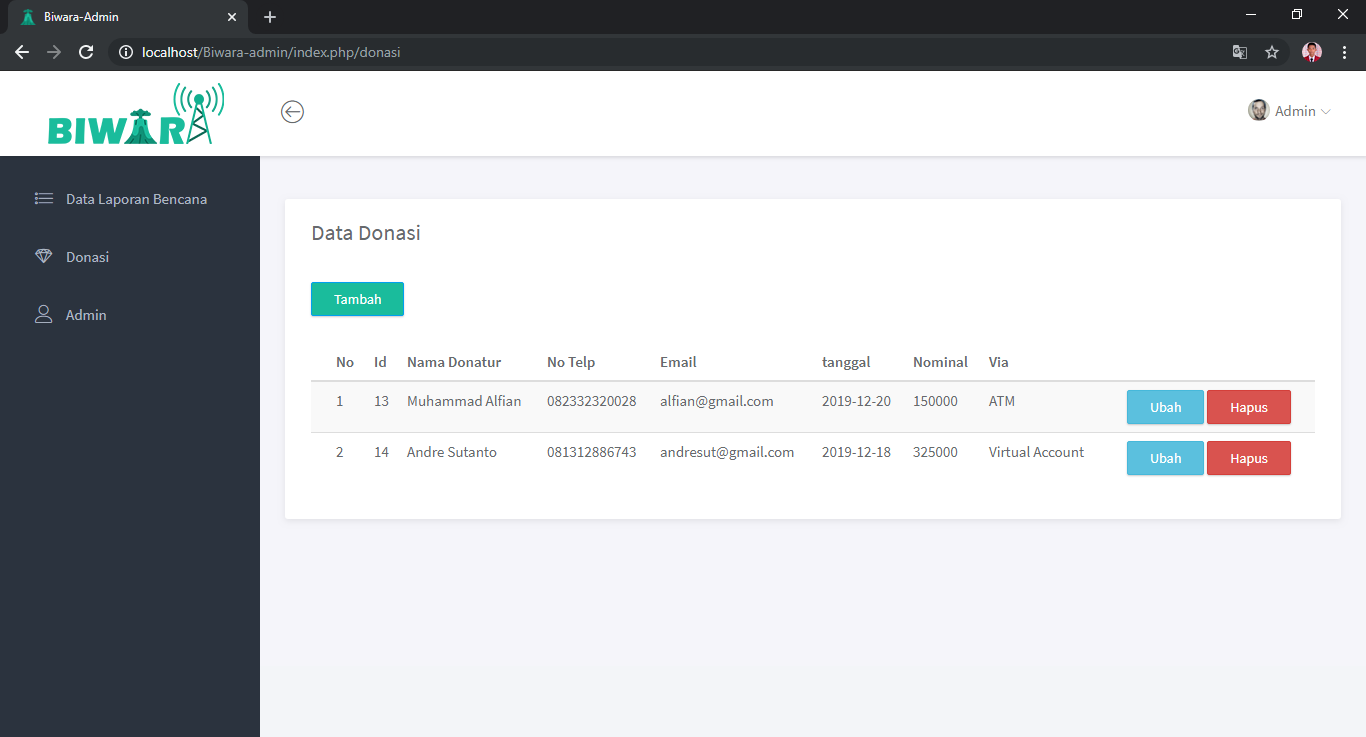 Biwara-Admin
localhost/Biwara-admin/index.php/donasi
BIWARA
Admin
Data Laporan Bencana
Donasi
Admin
Data Donasi
Tambah
No Id Nama Donatur No Telp Email tanggal Nominal Via
1 13 Muhammad Alfian 082332320028 alfian@gmail.com 2019-12-20 150000 ATM Ubah Hapus
2 14 Andre Sutanto 081312886743 andresut@gmail.com 2019-12-18 325000 Virtual Account Ubah Hapus